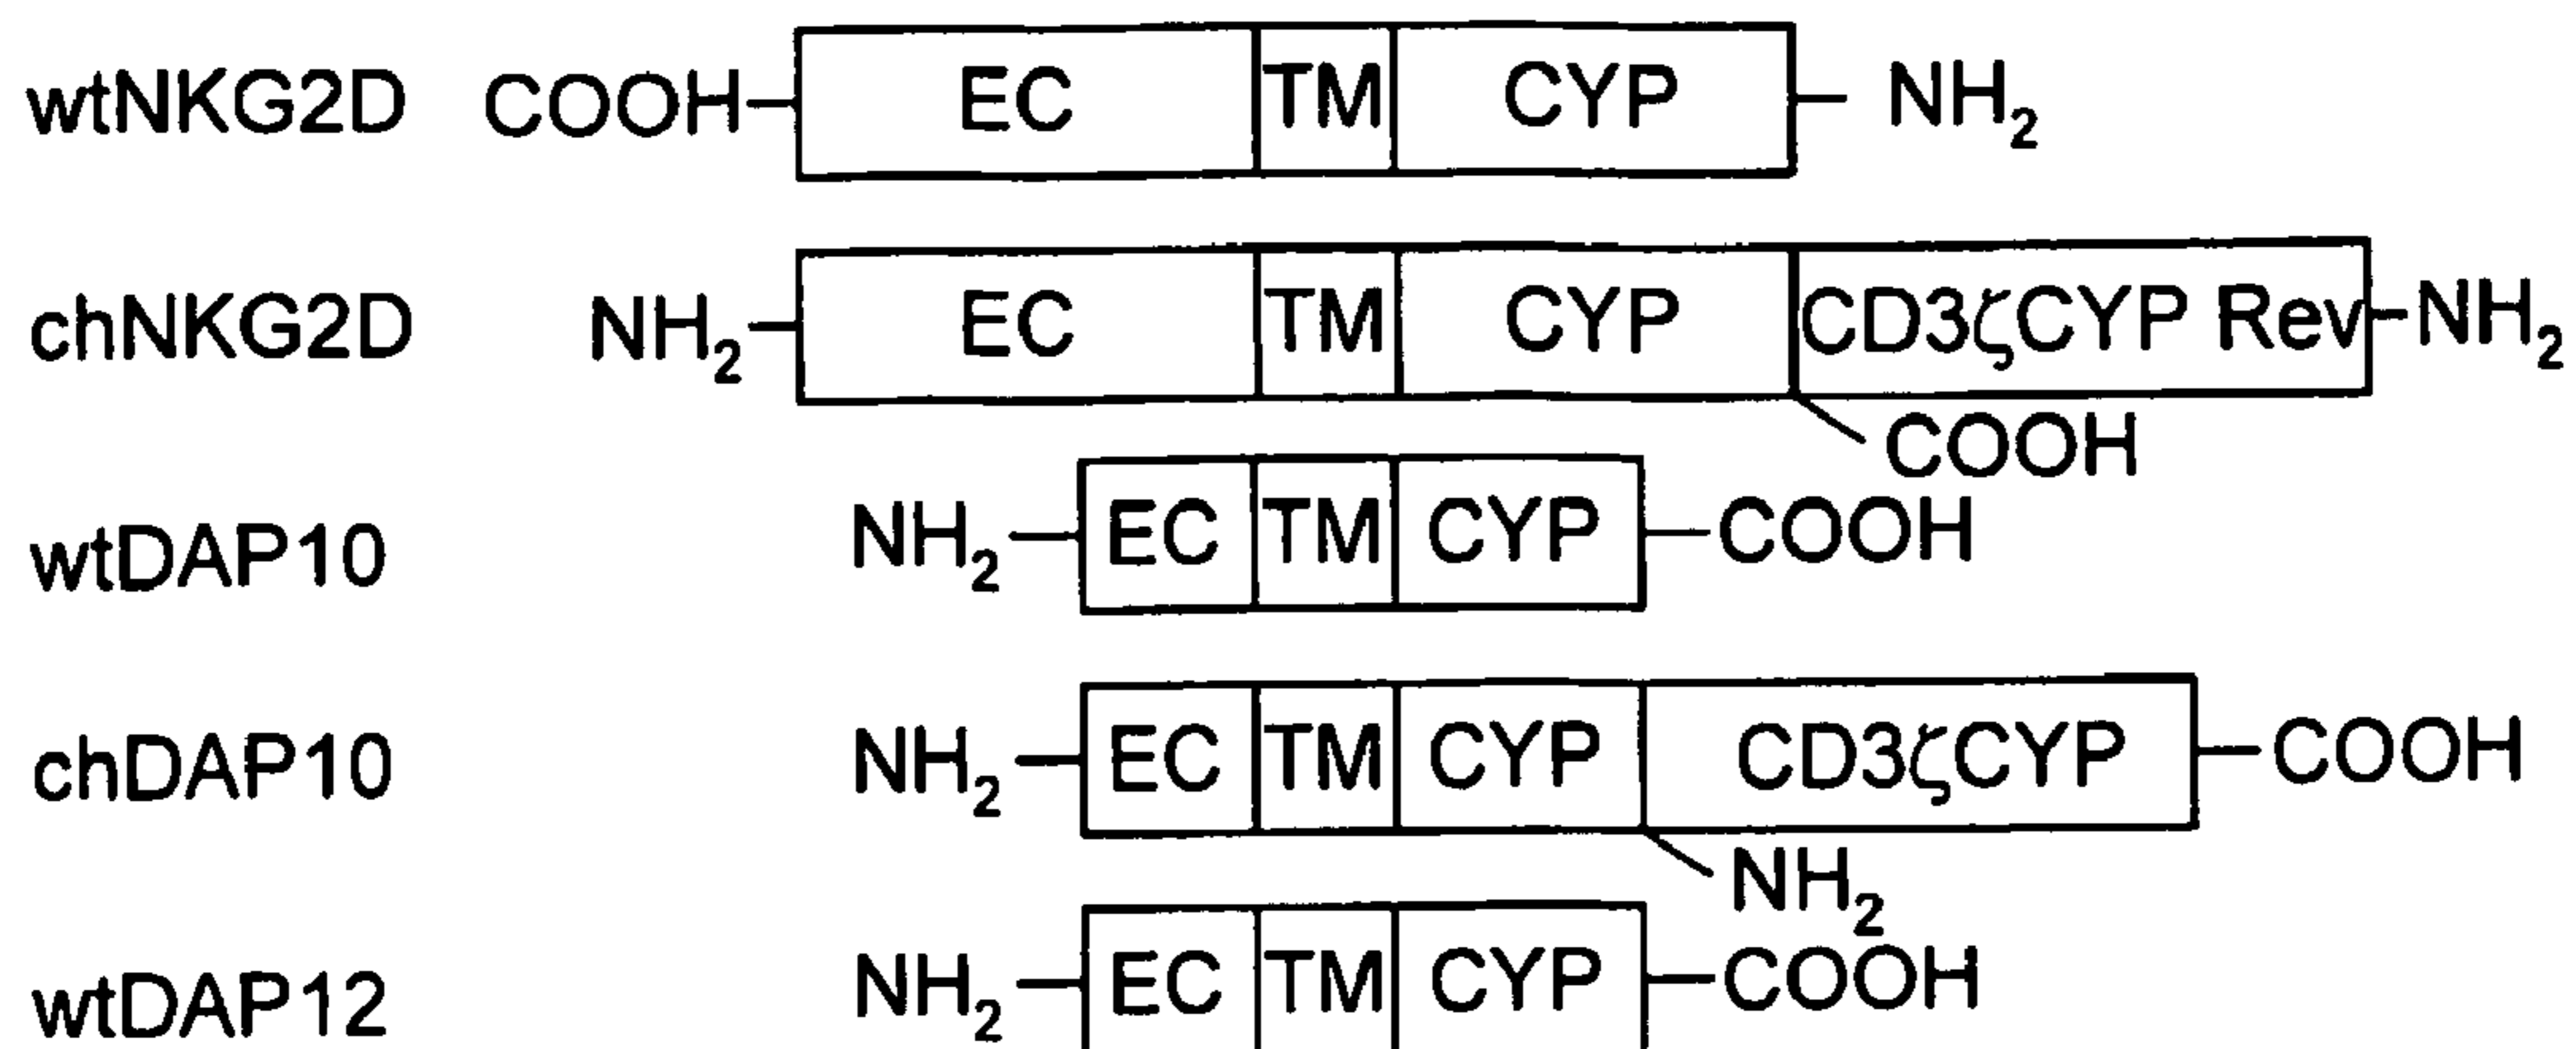 wtNKG2D COOH EC TM CYP NH₂
chNKG2D NH₂ EC TM CYP CD3ζCYP Rev NH₂
COOH
wtDAP10 NH₂ EC TM CYP COOH
chDAP10 NH₂ EC TM CYP CD3ζCYP COOH
NH₂
wtDAP12 NH₂ EC TM CYP COOH